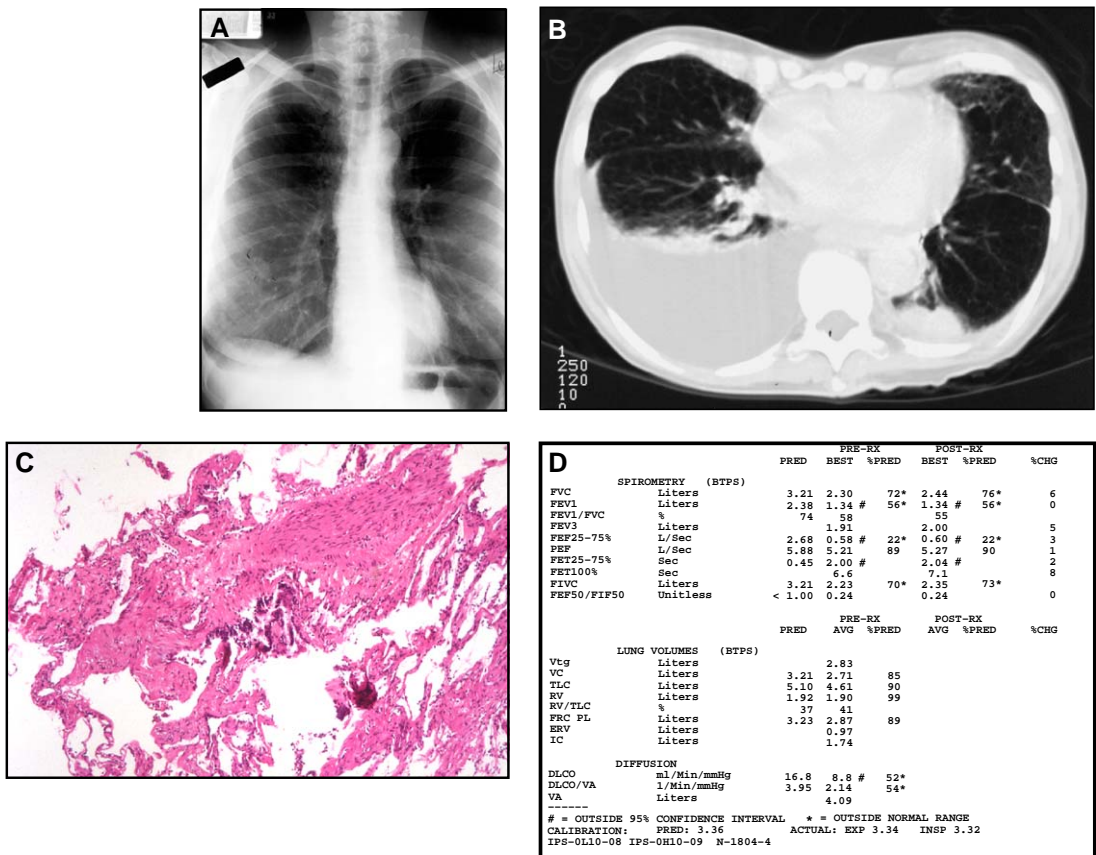 A
Le
B
1
250
120
10
C
D
PRE-RX POST-RX
PRED BEST %PRED BEST %PRED %CHG
SPIROMETRY (BTPS)
FVC Liters 3.21 2.30 72* 2.44 76* 6
FEV1 Liters 2.38 1.34 # 56* 1.34 # 56* 0
FEV1/FVC % 74 58 55
FEV3 Liters 1.91 2.00 5
FEF25-75% L/Sec 2.68 0.58 # 22* 0.60 # 22* 3
PEF L/Sec 5.88 5.21 89 5.27 90 1
FET25-75% Sec 0.45 2.00 # 2.04 # 2
FET100% Sec 6.6 7.1 8
FIVC Liters 3.21 2.23 70* 2.35 73*
FEF50/FIF50 Unitless < 1.00 0.24 0.24 0
PRE-RX POST-RX
PRED AVG %PRED AVG %PRED %CHG
LUNG VOLUMES (BTPS)
Vtg Liters 2.83
VC Liters 3.21 2.71 85
TLC Liters 5.10 4.61 90
RV Liters 1.92 1.90 99
RV/TLC % 37 41
FRC PL Liters 3.23 2.87 89
ERV Liters 0.97
IC Liters 1.74
DIFFUSION
DLCO ml/Min/mmHg 16.8 8.8 # 52*
DLCO/VA 1/Min/mmHg 3.95 2.14 54*
VA Liters 4.09
------
# = OUTSIDE 95% CONFIDENCE INTERVAL * = OUTSIDE NORMAL RANGE
CALIBRATION: PRED: 3.36 ACTUAL: EXP 3.34 INSP 3.32
IPS-0L10-08 IPS-0H10-09 N-1804-4